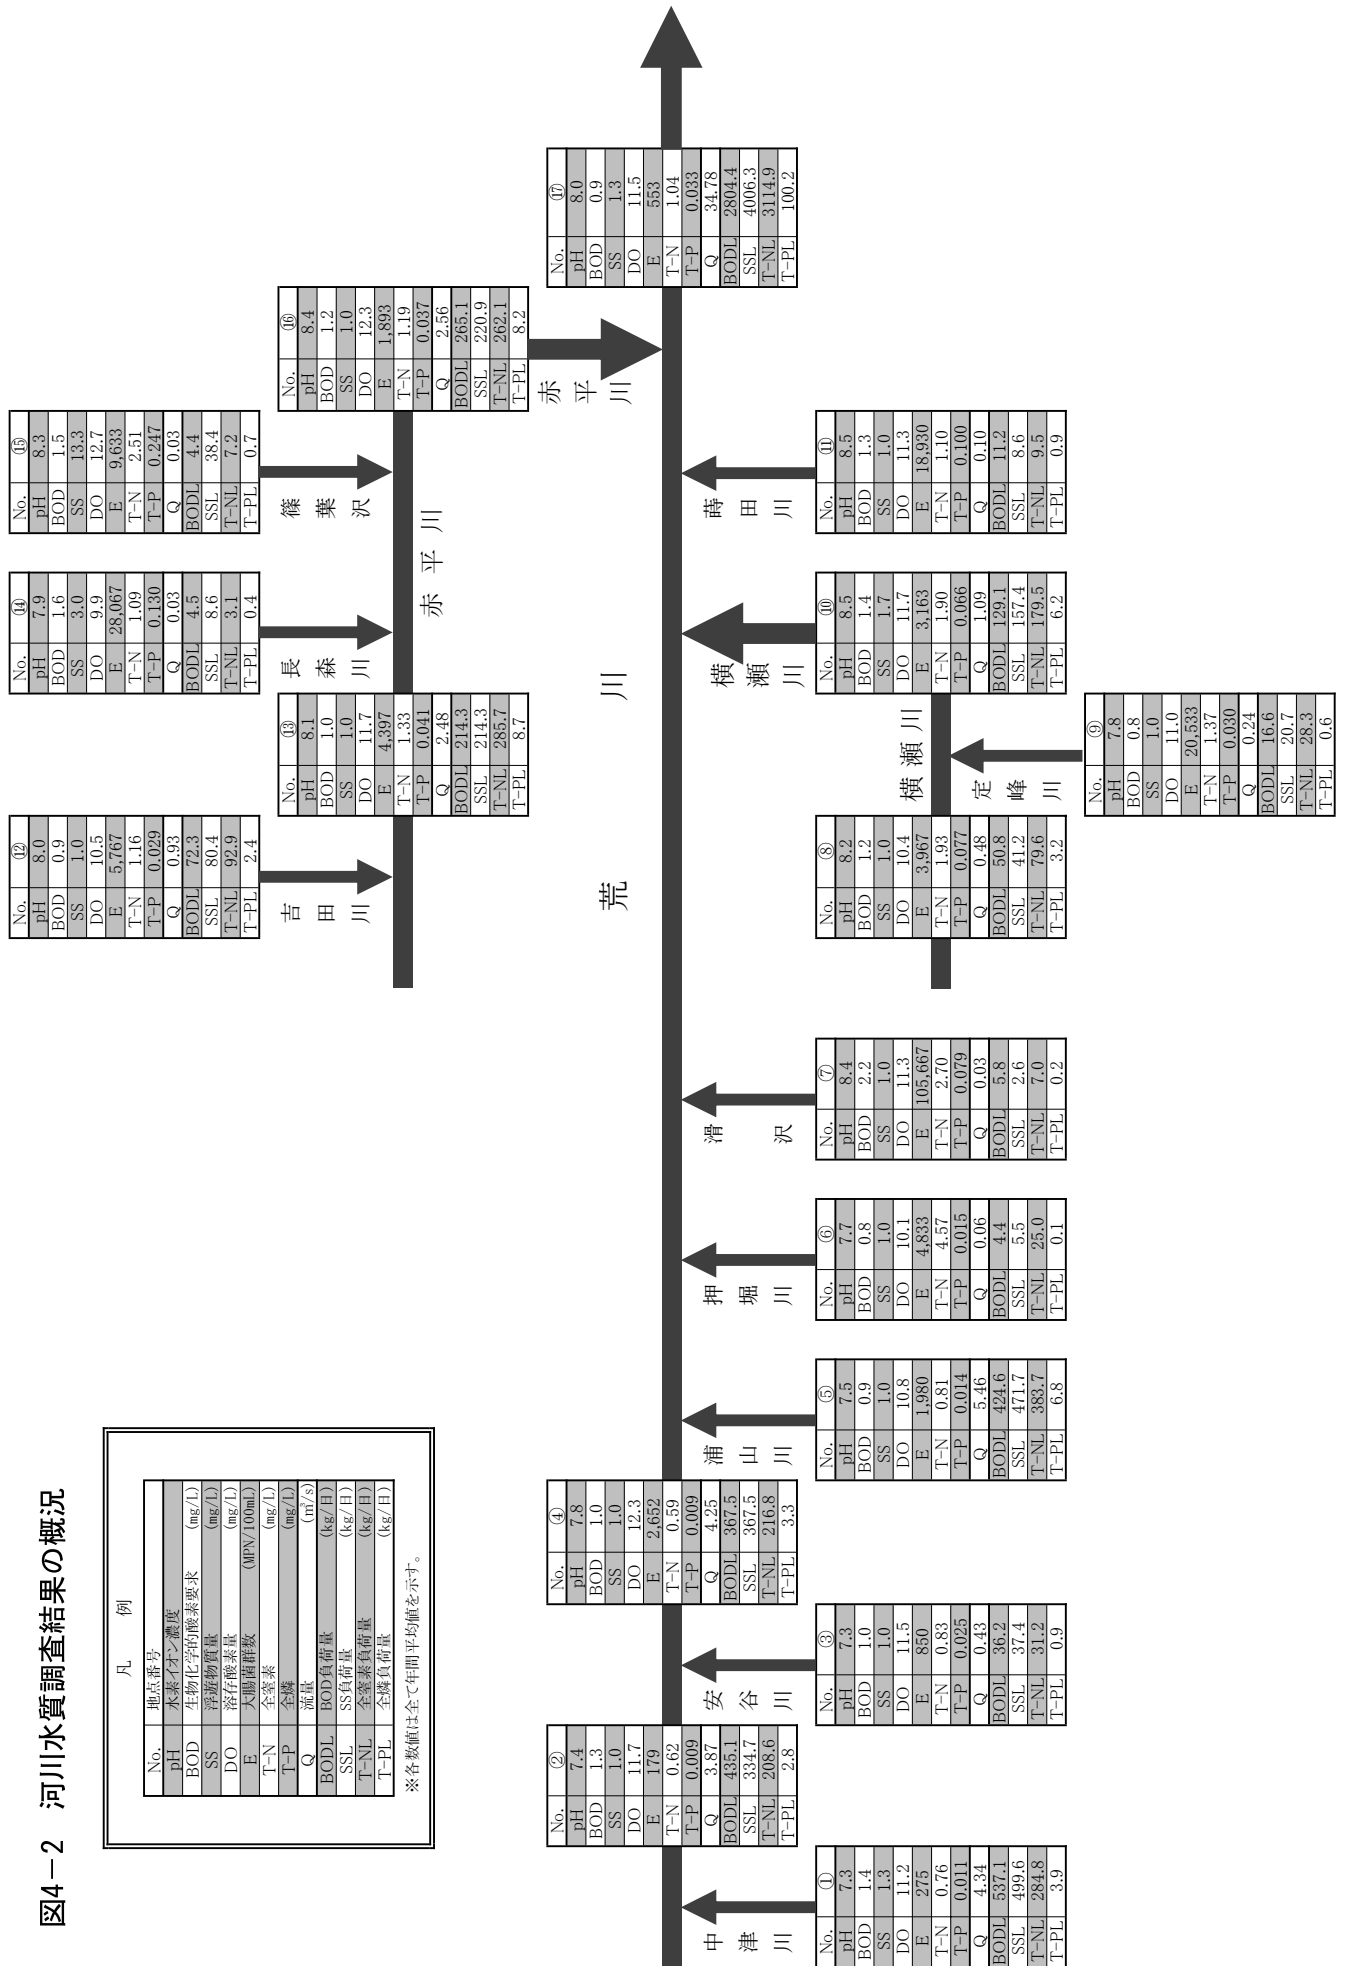 図4－2　河川水質調査結果の概況
凡　例
No. 地点番号
pH 水素イオン濃度
BOD 生物化学的酸素要求 (mg/L)
SS 浮遊物質量 (mg/L)
DO 溶存酸素量 (mg/L)
E 大腸菌群数 (MPN/100mL)
T-N 全窒素 (mg/L)
T-P 全燐 (mg/L)
Q 流量 (㎥/s)
BODL BOD負荷量 (kg/日)
SSL SS負荷量 (kg/日)
T-NL 全窒素負荷量 (kg/日)
T-PL 全燐負荷量 (kg/日)
※各数値は全て年間平均値を示す。
No. ⑫
pH 8.0
BOD 0.9
SS 1.0
DO 10.5
E 5,767
T-N 1.16
T-P 0.029
Q 0.93
BODL 72.3
SSL 80.4
T-NL 92.9
T-PL 2.4
吉田川
No. ⑭
pH 7.9
BOD 1.6
SS 3.0
DO 9.9
E 28,067
T-N 1.09
T-P 0.130
Q 0.03
BODL 4.5
SSL 8.6
T-NL 3.1
T-PL 0.4
長森川
No. ⑮
pH 8.3
BOD 1.5
SS 13.3
DO 12.7
E 9,633
T-N 2.51
T-P 0.247
Q 0.03
BODL 4.4
SSL 38.4
T-NL 7.2
T-PL 0.7
篠葉沢
No. ⑬
pH 8.1
BOD 1.0
SS 1.0
DO 11.7
E 4,397
T-N 1.33
T-P 0.041
Q 2.48
BODL 214.3
SSL 214.3
T-NL 285.7
T-PL 8.7
赤平川
No. ⑯
pH 8.4
BOD 1.2
SS 1.0
DO 12.3
E 1,893
T-N 1.19
T-P 0.037
Q 2.56
BODL 265.1
SSL 220.9
T-NL 262.1
T-PL 8.2
赤平川
No. ②
pH 7.4
BOD 1.3
SS 1.0
DO 11.7
E 179
T-N 0.62
T-P 0.009
Q 3.87
BODL 435.1
SSL 334.7
T-NL 208.6
T-PL 2.8
No. ④
pH 7.8
BOD 1.0
SS 1.0
DO 12.3
E 2,652
T-N 0.59
T-P 0.009
Q 4.25
BODL 367.5
SSL 367.5
T-NL 216.8
T-PL 3.3
荒川
No. ⑰
pH 8.0
BOD 0.9
SS 1.3
DO 11.5
E 553
T-N 1.04
T-P 0.033
Q 34.78
BODL 2804.4
SSL 4006.3
T-NL 3114.9
T-PL 100.2
中津川
No. ①
pH 7.3
BOD 1.4
SS 1.3
DO 11.2
E 275
T-N 0.76
T-P 0.011
Q 4.34
BODL 537.1
SSL 499.6
T-NL 284.8
T-PL 3.9
安谷川
No. ③
pH 7.3
BOD 1.0
SS 1.0
DO 11.5
E 850
T-N 0.83
T-P 0.025
Q 0.43
BODL 36.2
SSL 37.4
T-NL 31.2
T-PL 0.9
浦山川
No. ⑤
pH 7.5
BOD 0.9
SS 1.0
DO 10.8
E 1,980
T-N 0.81
T-P 0.014
Q 5.46
BODL 424.6
SSL 471.7
T-NL 383.7
T-PL 6.8
押堀川
No. ⑥
pH 7.7
BOD 0.8
SS 1.0
DO 10.1
E 4,833
T-N 4.57
T-P 0.015
Q 0.06
BODL 4.4
SSL 5.5
T-NL 25.0
T-PL 0.1
滑沢
No. ⑦
pH 8.4
BOD 2.2
SS 1.0
DO 11.3
E 105,667
T-N 2.70
T-P 0.079
Q 0.03
BODL 5.8
SSL 2.6
T-NL 7.0
T-PL 0.2
No. ⑧
pH 8.2
BOD 1.2
SS 1.0
DO 10.4
E 3,967
T-N 1.93
T-P 0.077
Q 0.48
BODL 50.8
SSL 41.2
T-NL 79.6
T-PL 3.2
横瀬川
定峰川
No. ⑨
pH 7.8
BOD 0.8
SS 1.0
DO 11.0
E 20,533
T-N 1.37
T-P 0.030
Q 0.24
BODL 16.6
SSL 20.7
T-NL 28.3
T-PL 0.6
横瀬川
No. ⑩
pH 8.5
BOD 1.4
SS 1.7
DO 11.7
E 3,163
T-N 1.90
T-P 0.066
Q 1.09
BODL 129.1
SSL 157.4
T-NL 179.5
T-PL 6.2
蒔田川
No. ⑪
pH 8.5
BOD 1.3
SS 1.0
DO 11.3
E 18,930
T-N 1.10
T-P 0.100
Q 0.10
BODL 11.2
SSL 8.6
T-NL 9.5
T-PL 0.9